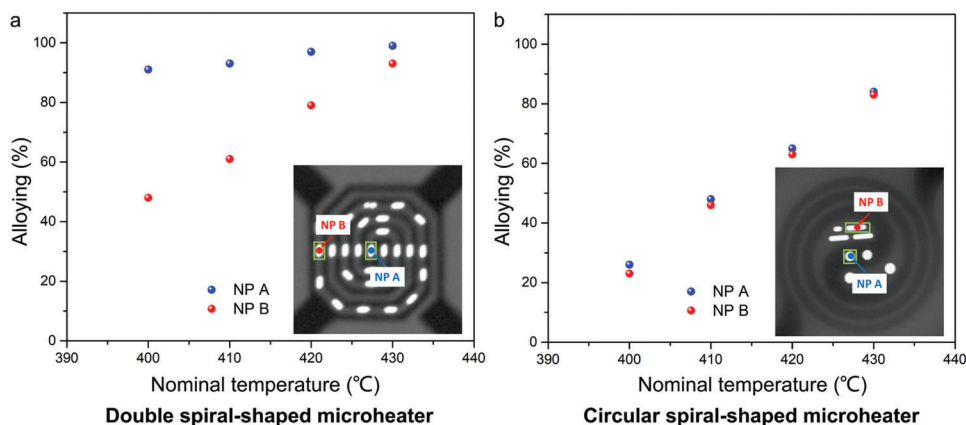 a
Alloying (%)
100
80
60
40
20
0
390
400
410
420
430
440
NP A
NP B
NP B
NP A
Nominal temperature (℃)
Double spiral-shaped microheater
b
Alloying (%)
100
80
60
40
20
0
390
400
410
420
430
440
NP A
NP B
NP B
NP A
Nominal temperature (℃)
Circular spiral-shaped microheater